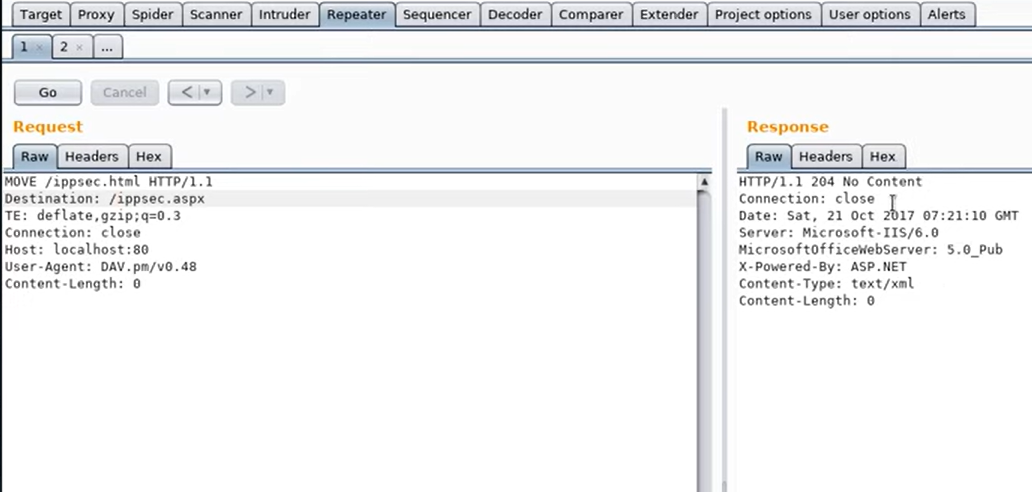 Target Proxy Spider Scanner Intruder Repeater Sequencer Decoder Comparer Extender Project options User options Alerts
1 × 2 × ...
Go Cancel < > 
Request
Raw Headers Hex
MOVE /ippsec.html HTTP/1.1
Destination: /ippsec.aspx
TE: deflate,gzip;q=0.3
Connection: close
Host: localhost:80
User-Agent: DAV.pm/v0.48
Content-Length: 0
Response
Raw Headers Hex
HTTP/1.1 204 No Content
Connection: close
Date: Sat, 21 Oct 2017 07:21:10 GMT
Server: Microsoft-IIS/6.0
MicrosoftOfficeWebServer: 5.0_Pub
X-Powered-By: ASP.NET
Content-Type: text/xml
Content-Length: 0